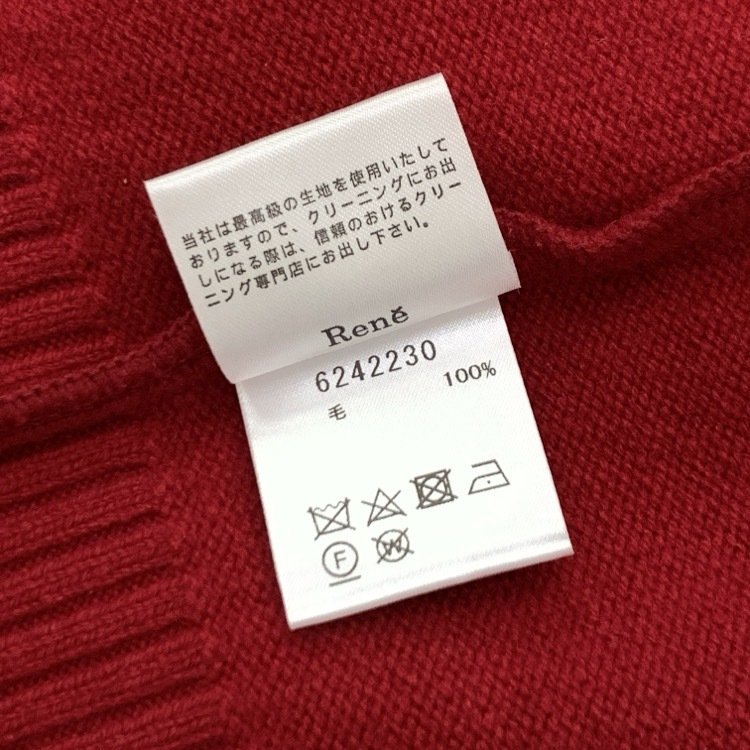 当社は最高級の生地を使用いたして
おりますので、クリーニングにお出
しになる際は、信頼のおけるクリー
ニング専門店にお出し下さい。
René
6242230
毛 100%
F W